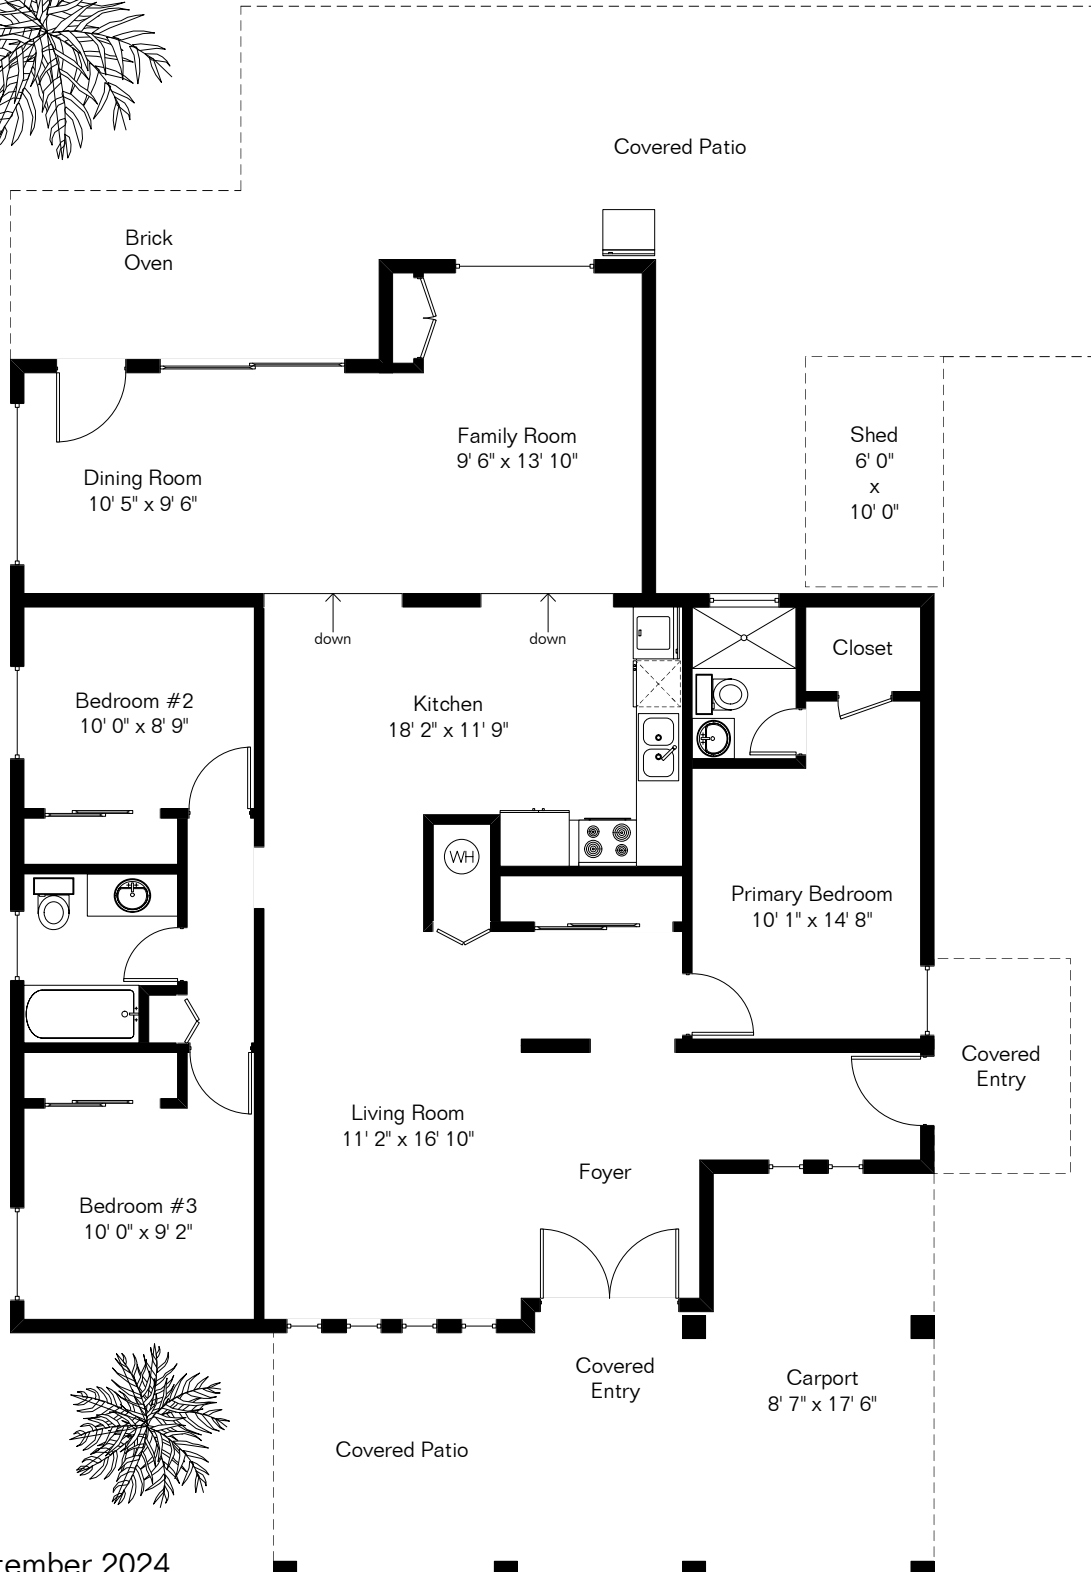 Covered Patio
Brick
Oven
Family Room
9' 6" x 13' 10"
Shed
6' 0"
x
10' 0"
Dining Room
10' 5" x 9' 6"
down
down
Closet
Bedroom #2
10' 0" x 8' 9"
Kitchen
18' 2" x 11' 9"
WH
Primary Bedroom
10' 1" x 14' 8"
Covered
Entry
Living Room
11' 2" x 16' 10"
Foyer
Bedroom #3
10' 0" x 9' 2"
Covered
Entry
Carport
8' 7" x 17' 6"
Covered Patio
tember 2024